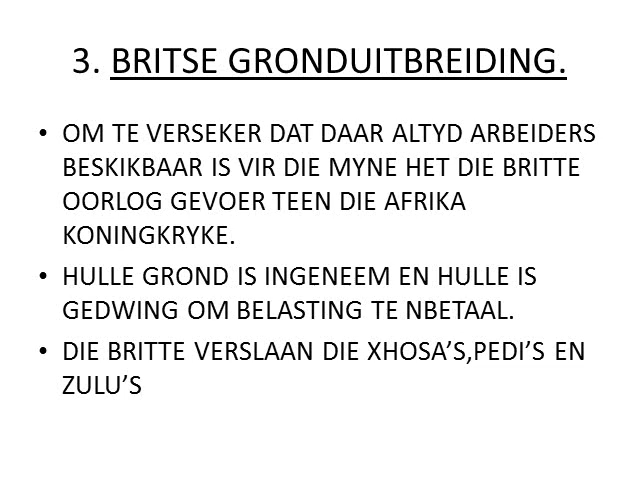 3. BRITSE GRONDUITBREIDING.
• OM TE VERSEKER DAT DAAR ALTYD ARBEIDERS
BESKIKBAAR IS VIR DIE MYNE HET DIE BRITTE
OORLOG GEVOER TEEN DIE AFRIKA
KONINGKRYKE.
• HULLE GROND IS INGENEEM EN HULLE IS
GEDWING OM BELASTING TE NBETAAL.
• DIE BRITTE VERSLAAN DIE XHOSA’S,PEDI’S EN
ZULU’S